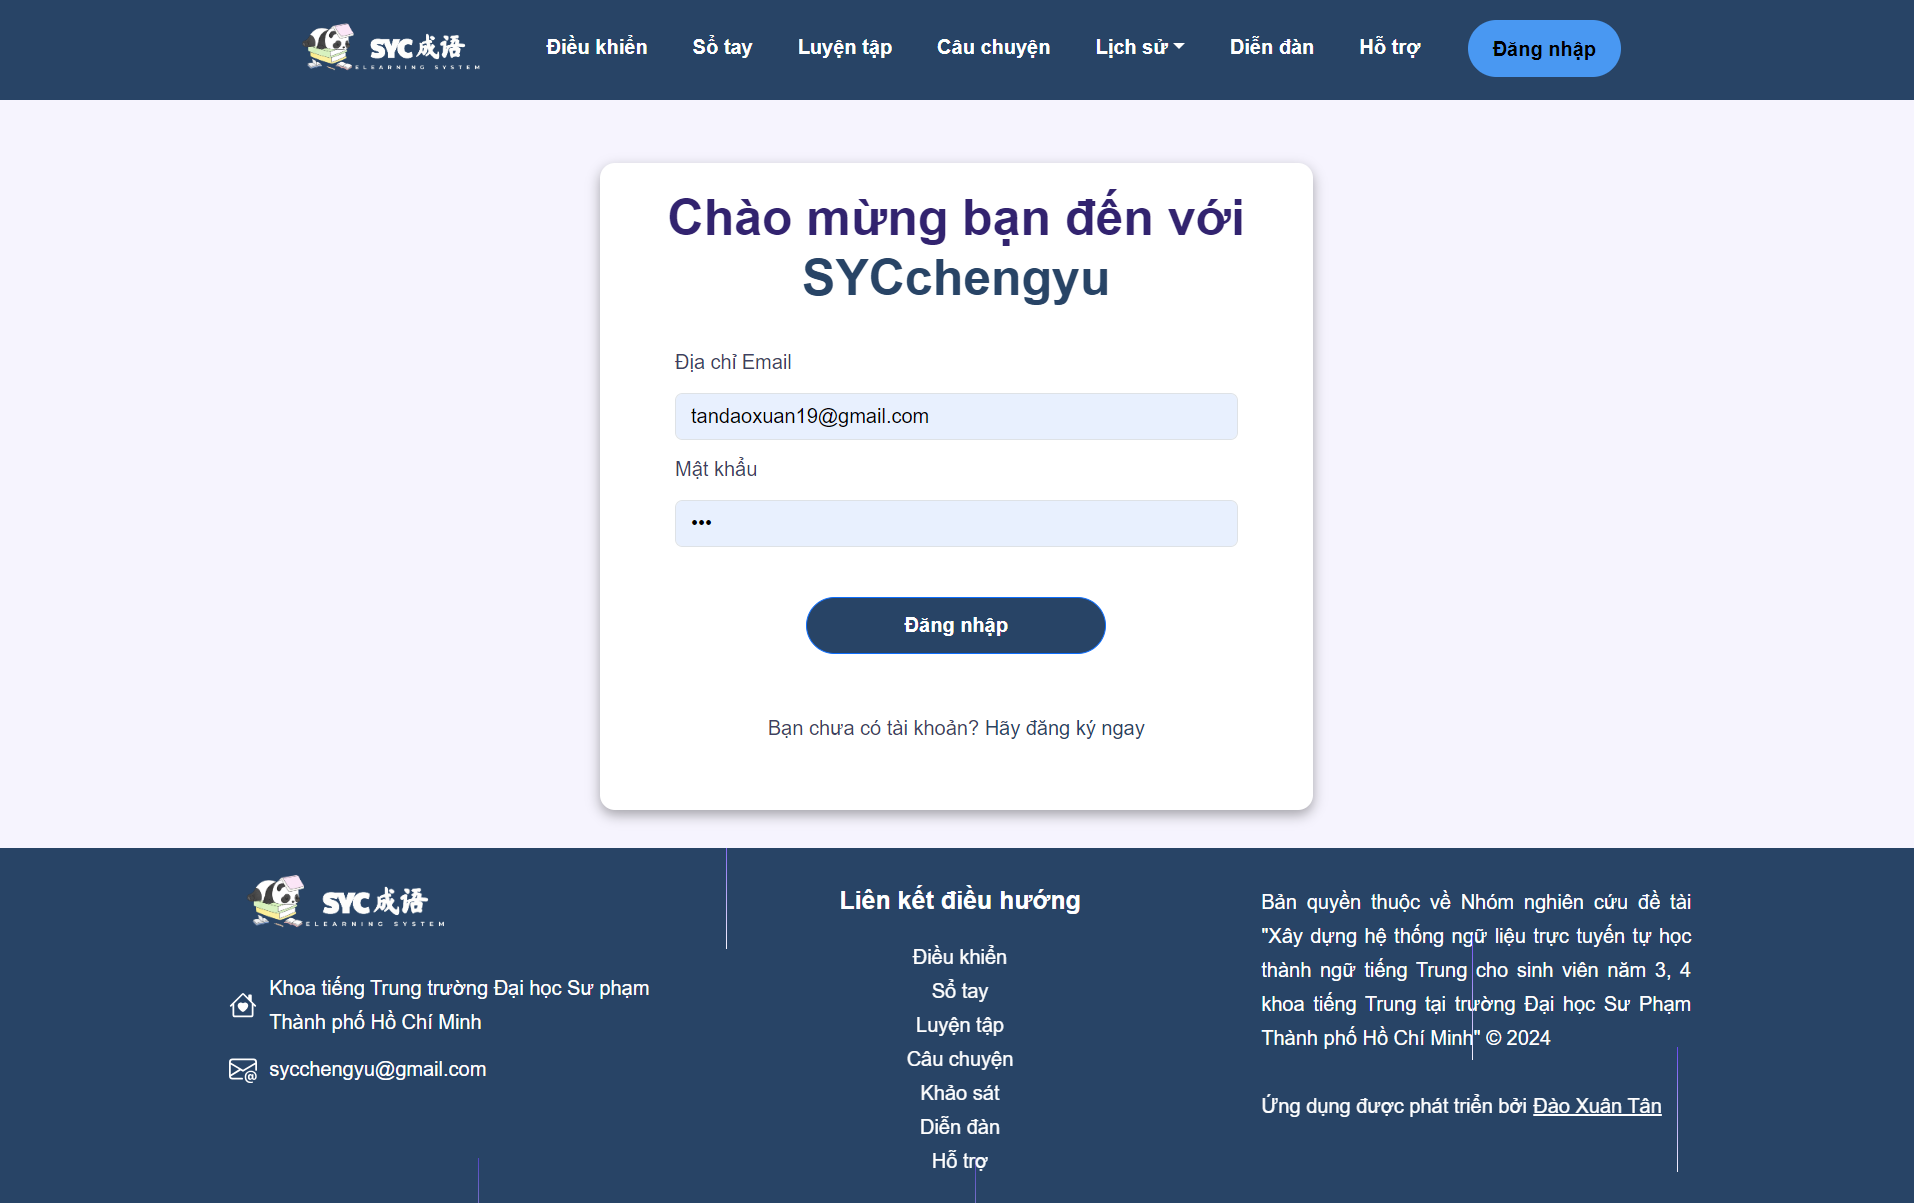 SYC成语
ELEARNING SYSTEM
Điều khiển
Sổ tay
Luyện tập
Câu chuyện
Lịch sử
Diễn đàn
Hỗ trợ
Đăng nhập
Chào mừng bạn đến với
SYCchengyu
Địa chỉ Email
tandaoxuan19@gmail.com
Mật khẩu
•••
Đăng nhập
Bạn chưa có tài khoản? Hãy đăng ký ngay
SYC成语
ELEARNING SYSTEM
Khoa tiếng Trung trường Đại học Sư phạm
Thành phố Hồ Chí Minh
sycchengyu@gmail.com
Liên kết điều hướng
Điều khiển
Sổ tay
Luyện tập
Câu chuyện
Khảo sát
Diễn đàn
Hỗ trợ
Bản quyền thuộc về Nhóm nghiên cứu đề tài
"Xây dựng hệ thống ngữ liệu trực tuyến tự học
thành ngữ tiếng Trung cho sinh viên năm 3, 4
khoa tiếng Trung tại trường Đại học Sư Phạm
Thành phố Hồ Chí Minh" © 2024
Ứng dụng được phát triển bởi Đào Xuân Tân